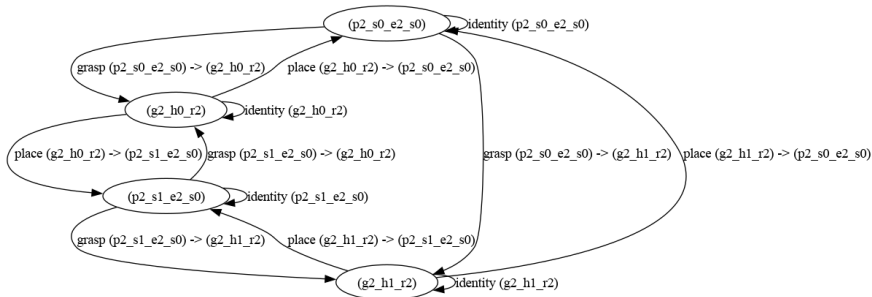 (p2_s0_e2_s0)
identity (p2_s0_e2_s0)
grasp (p2_s0_e2_s0) -> (g2_h0_r2)
place (g2_h0_r2) -> (p2_s0_e2_s0)
(g2_h0_r2)
identity (g2_h0_r2)
place (g2_h0_r2) -> (p2_s1_e2_s0)
grasp (p2_s1_e2_s0) -> (g2_h0_r2)
grasp (p2_s0_e2_s0) -> (g2_h1_r2)
place (g2_h1_r2) -> (p2_s0_e2_s0)
(p2_s1_e2_s0)
identity (p2_s1_e2_s0)
grasp (p2_s1_e2_s0) -> (g2_h1_r2)
place (g2_h1_r2) -> (p2_s1_e2_s0)
(g2_h1_r2)
identity (g2_h1_r2)